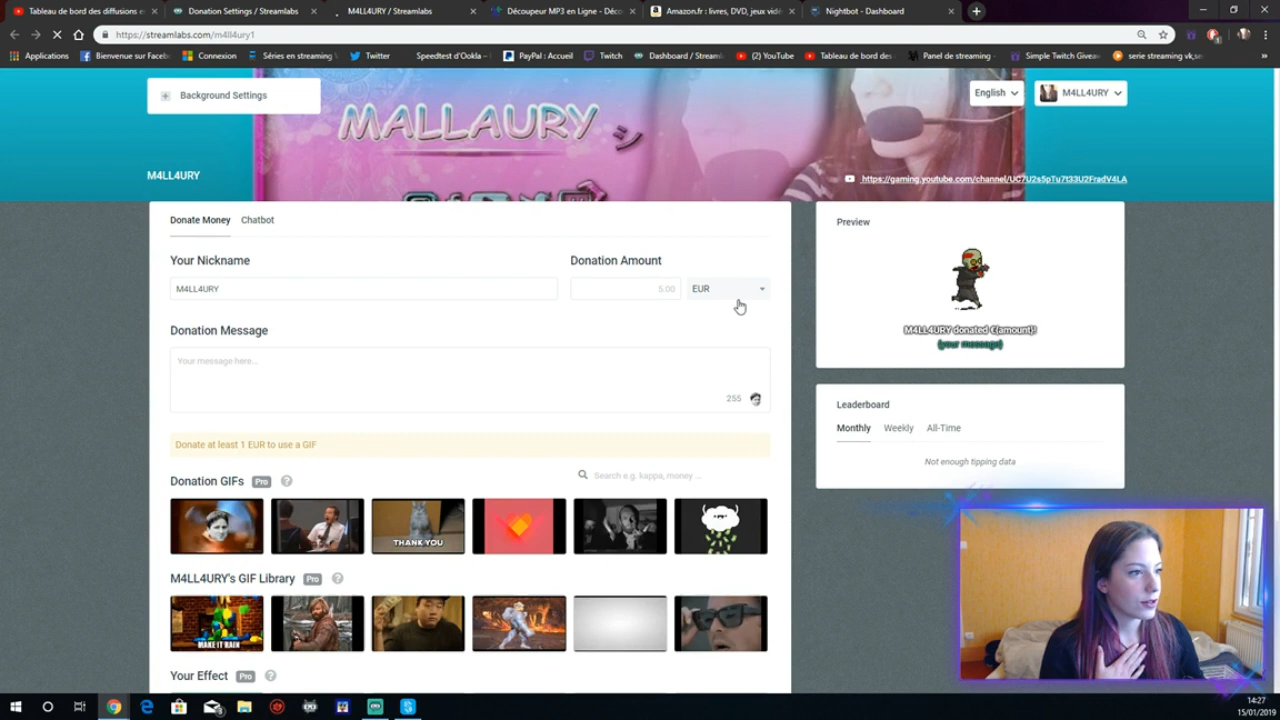 Tableau de bord des diffusions e
Donation Settings / Streamlabs
M4LL4URY / Streamlabs
Découpeur MP3 en Ligne - Déco
Amazon.fr : livres, DVD, jeux vidé
Nightbot - Dashboard
https://streamlabs.com/m4ll4ury1
Applications
Bienvenue sur Faceb
Connexion
Séries en streaming
Twitter
Speedtest d'Ookla –
PayPal : Accueil
Twitch
Dashboard / Stream
(2) YouTube
Tableau de bord des
Panel de streaming
Simple Twitch Givea
serie streaming vk,se
Background Settings
English
M4LL4URY
MALLAURY シ
M4LL4URY
https://gaming.youtube.com/channel/UC7U2s5pTu7t33U2FradV4LA
Donate Money
Chatbot
Your Nickname
Donation Amount
M4LL4URY
5.00
EUR
Donation Message
Your message here...
255
Donate at least 1 EUR to use a GIF
Donation GIFs
Pro
Search e.g. kappa, money ...
THANK YOU
M4LL4URY's GIF Library
Pro
MAKE IT RAIN
Your Effect
Pro
Preview
M4LL4URY donated €{amount}!
{your message}
Leaderboard
Monthly
Weekly
All-Time
Not enough tipping data
14:27
15/01/2019